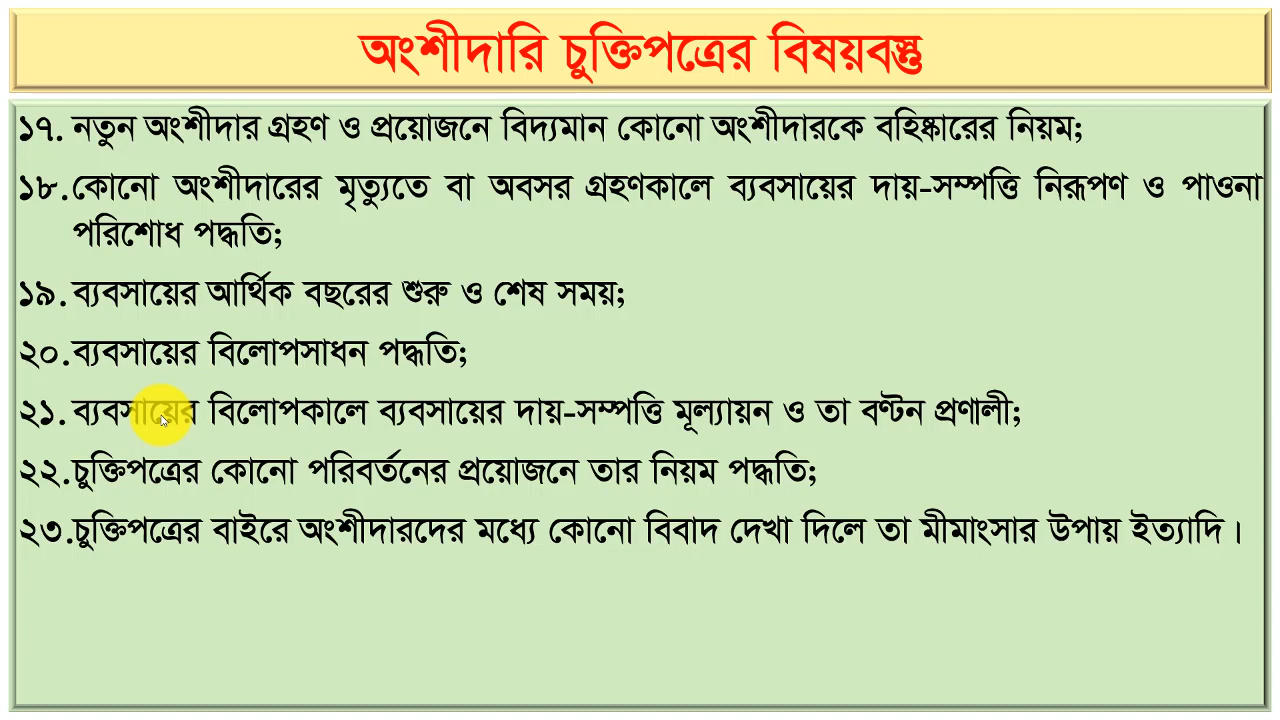 অংশীদারি চুক্তিপত্রের বিষয়বস্তু
১৭. নতুন অংশীদার গ্রহণ ও প্রয়োজনে বিদ্যমান কোনো অংশীদারকে বহিষ্কারের নিয়ম;
১৮. কোনো অংশীদারের মৃত্যুতে বা অবসর গ্রহণকালে ব্যবসায়ের দায়-সম্পত্তি নিরূপণ ও পাওনা
পরিশোধ পদ্ধতি;
১৯. ব্যবসায়ের আর্থিক বছরের শুরু ও শেষ সময়;
২০. ব্যবসায়ের বিলোপসাধন পদ্ধতি;
২১. ব্যবসায়ের বিলোপকালে ব্যবসায়ের দায়-সম্পত্তি মূল্যায়ন ও তা বণ্টন প্রণালী;
২২. চুক্তিপত্রের কোনো পরিবর্তনের প্রয়োজনে তার নিয়ম পদ্ধতি;
২৩. চুক্তিপত্রের বাইরে অংশীদারদের মধ্যে কোনো বিবাদ দেখা দিলে তা মীমাংসার উপায় ইত্যাদি।